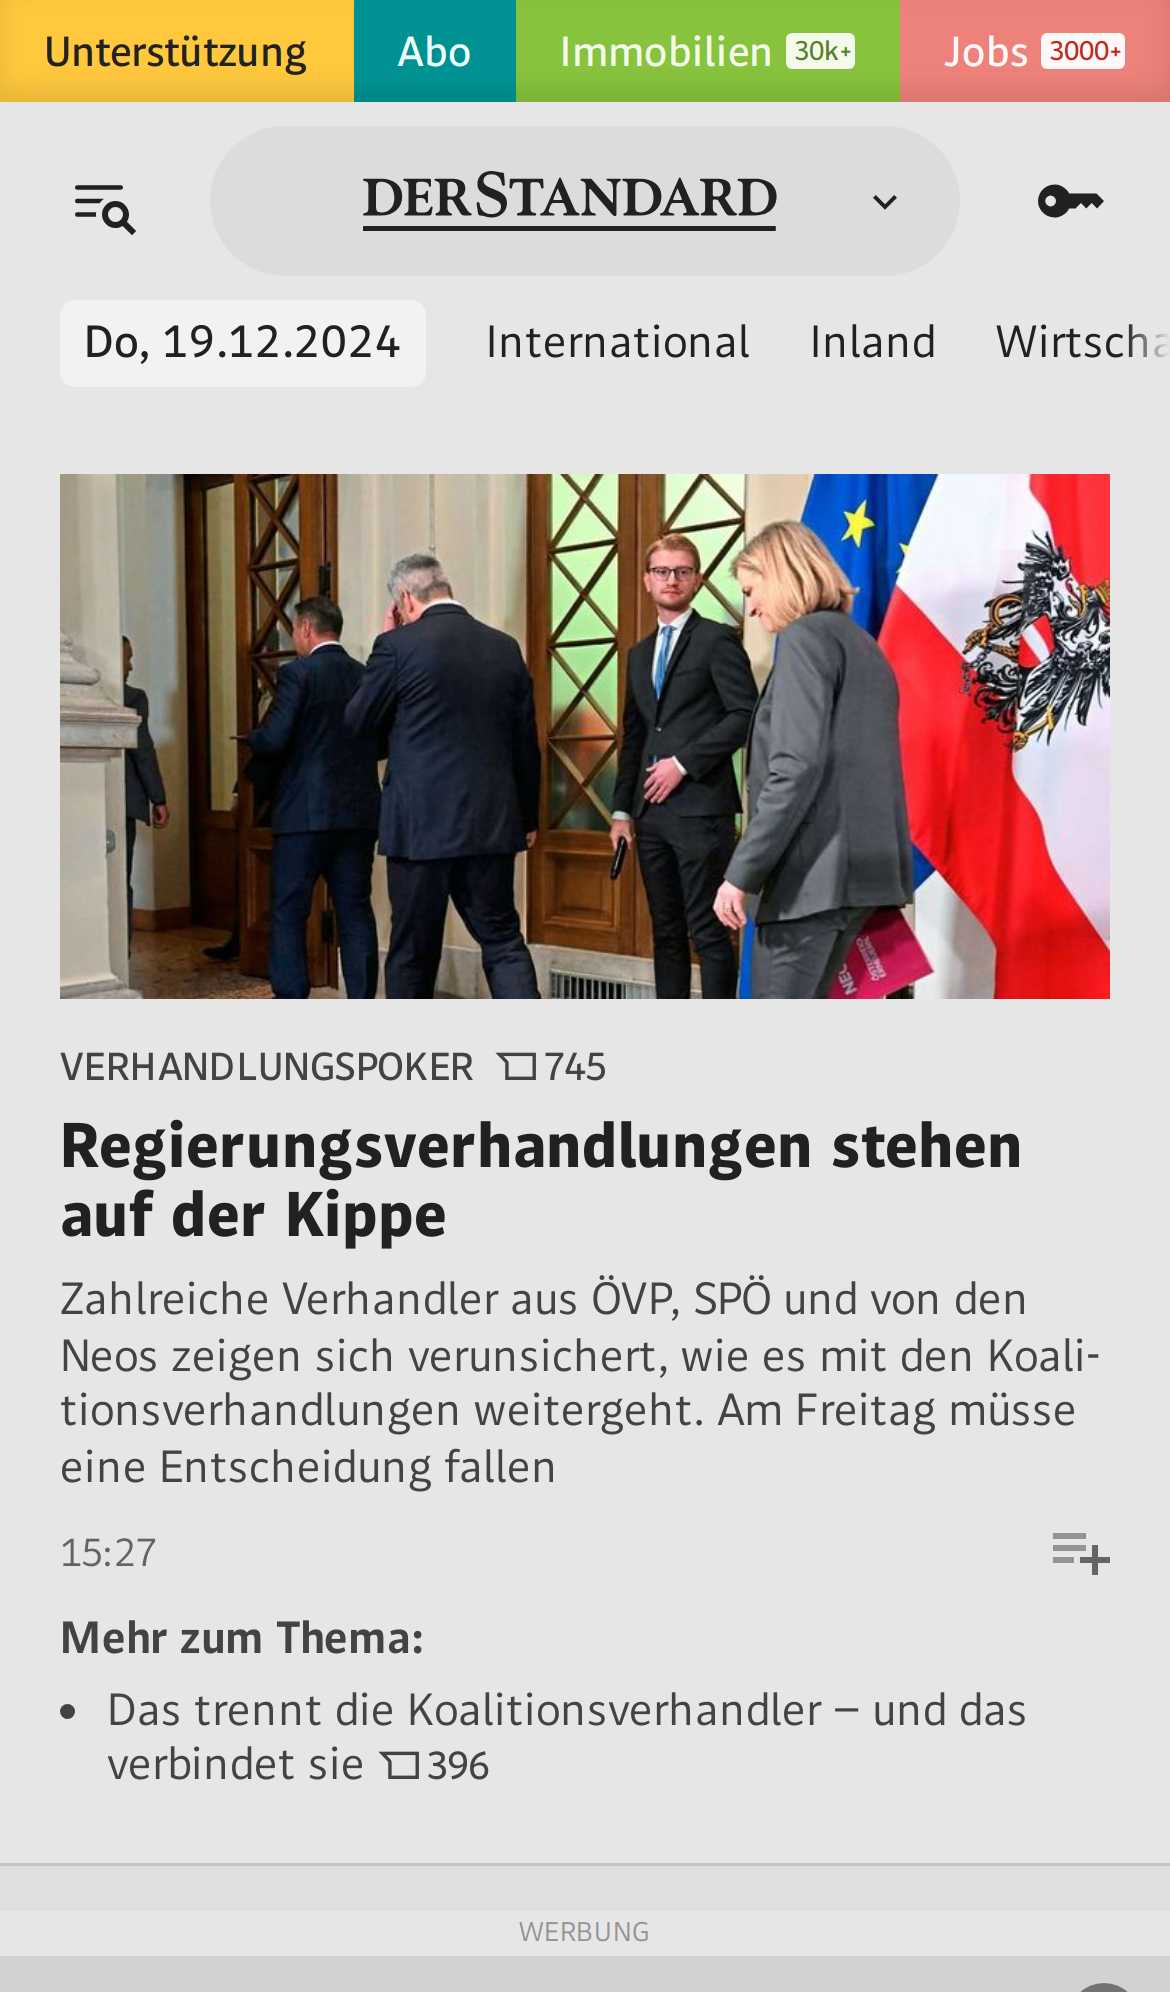 Unterstützung Abo Immobilien 30k+ Jobs 3000+
DERSTANDARD
Do, 19.12.2024 International Inland Wirtscha
VERHANDLUNGSPOKER 745
Regierungsverhandlungen stehen
auf der Kippe
Zahlreiche Verhandler aus ÖVP, SPÖ und von den
Neos zeigen sich verunsichert, wie es mit den Koali-
tionsverhandlungen weitergeht. Am Freitag müsse
eine Entscheidung fallen
15:27
Mehr zum Thema:
• Das trennt die Koalitionsverhandler – und das
verbindet sie 396
WERBUNG